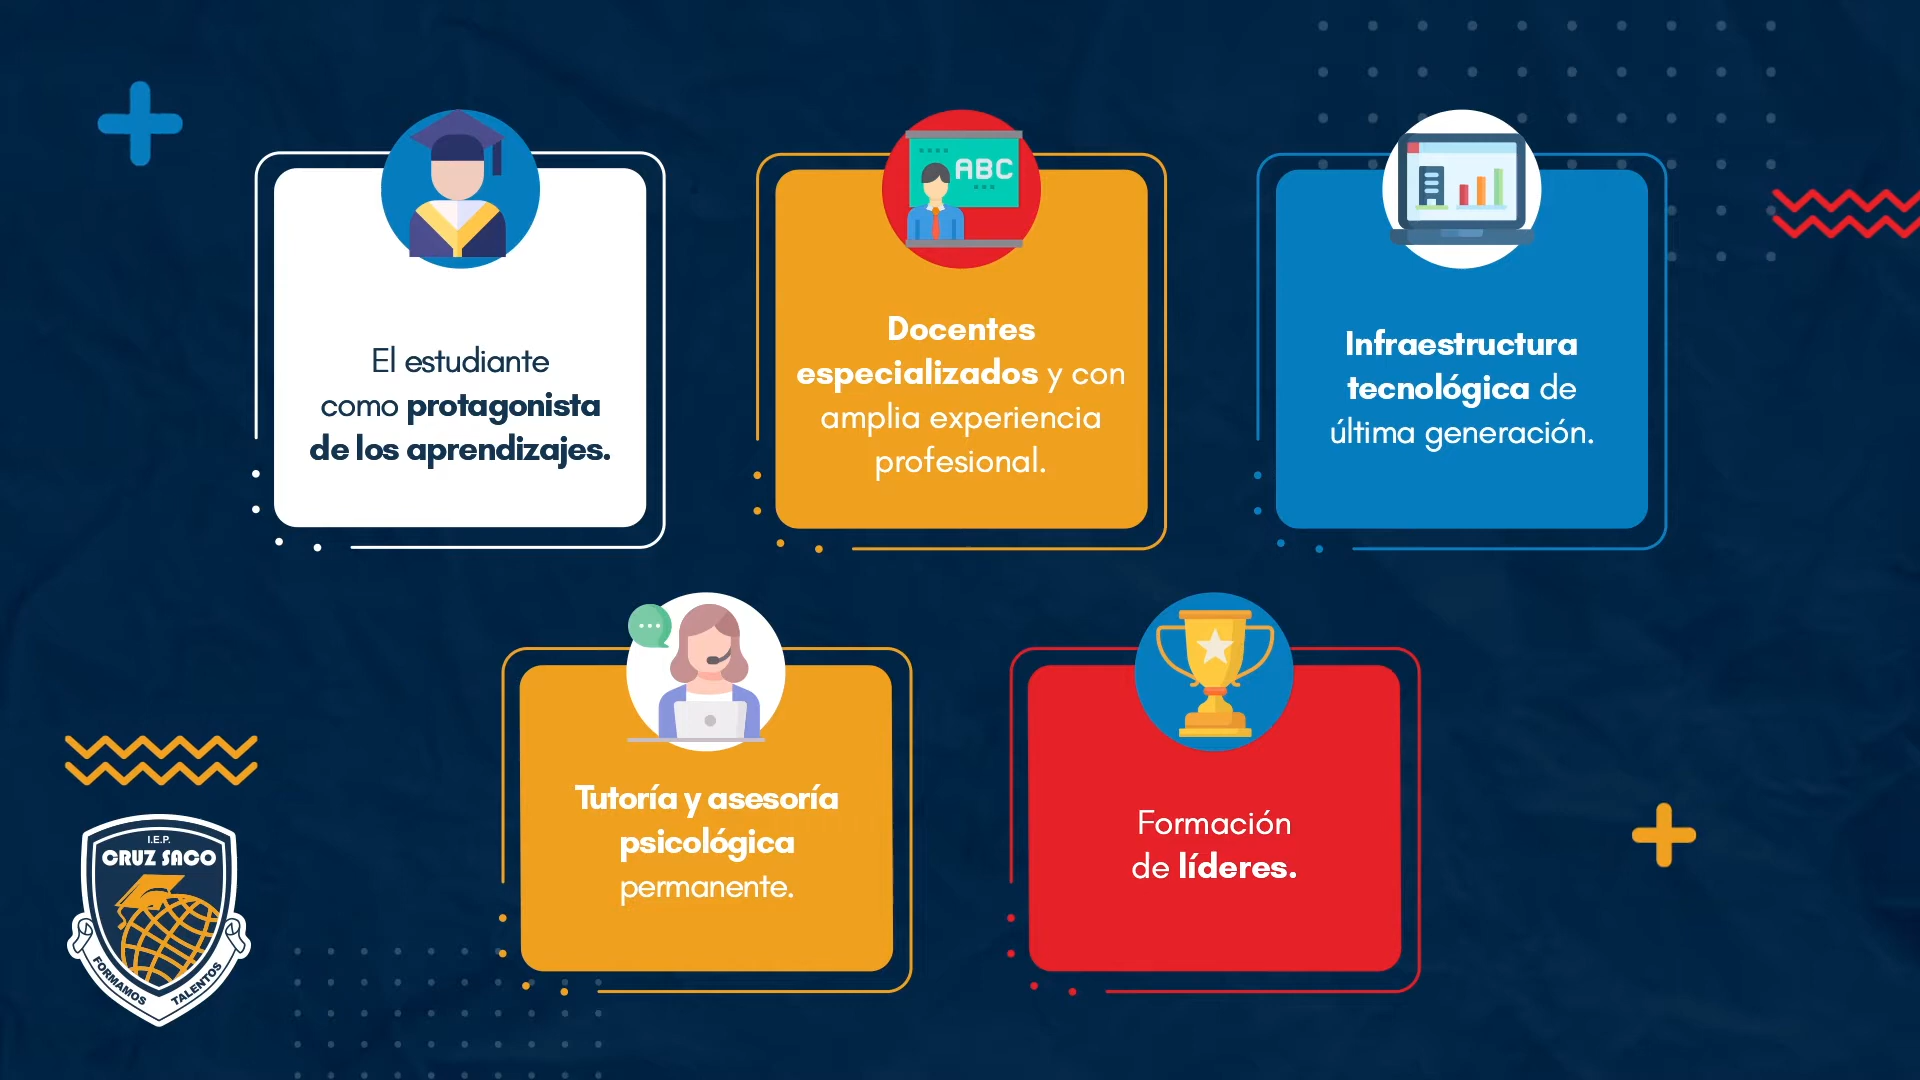 ABC
El estudiante
como protagonista
de los aprendizajes.
Docentes
especializados y con
amplia experiencia
profesional.
Infraestructura
tecnológica de
última generación.
Tutoría y asesoría
psicológica
permanente.
Formación
de líderes.
I.E.P.
CRUZ SACO
FORMAMOS TALENTOS